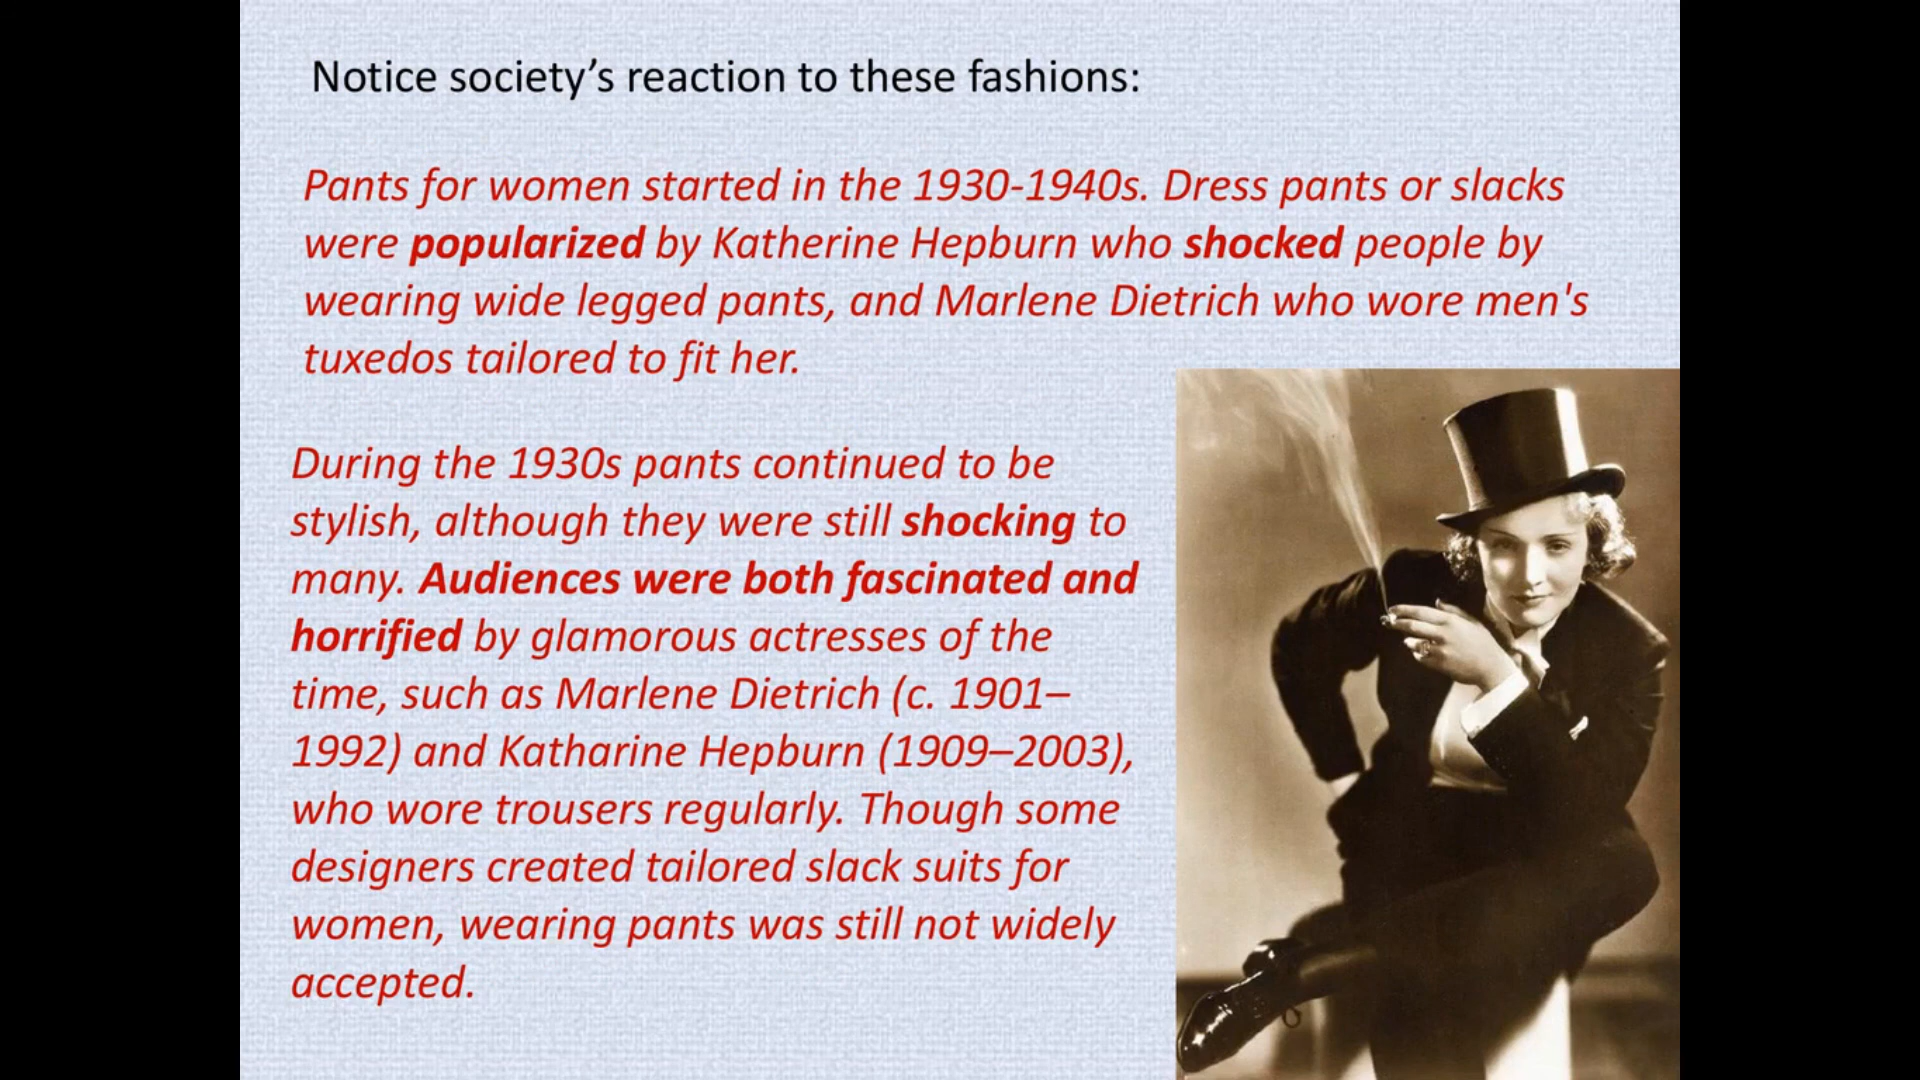 Notice society’s reaction to these fashions:
Pants for women started in the 1930-1940s. Dress pants or slacks
were popularized by Katherine Hepburn who shocked people by
wearing wide legged pants, and Marlene Dietrich who wore men's
tuxedos tailored to fit her.
During the 1930s pants continued to be
stylish, although they were still shocking to
many. Audiences were both fascinated and
horrified by glamorous actresses of the
time, such as Marlene Dietrich (c. 1901–
1992) and Katharine Hepburn (1909–2003),
who wore trousers regularly. Though some
designers created tailored slack suits for
women, wearing pants was still not widely
accepted.